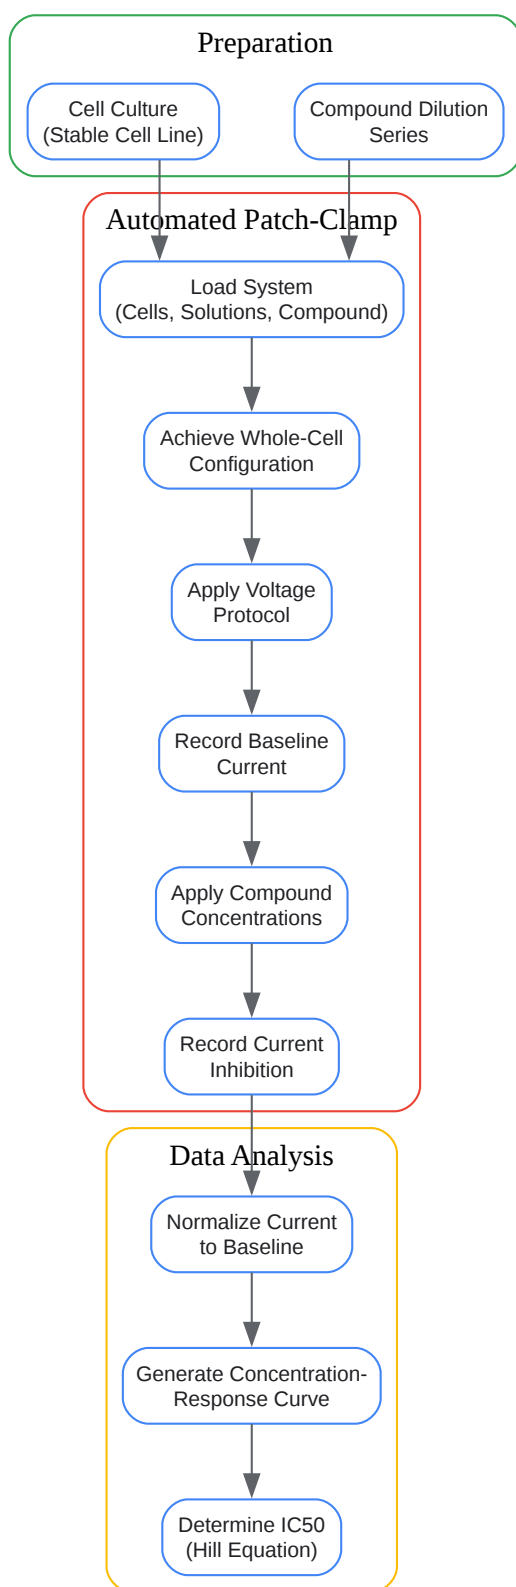 Preparation
Cell Culture
(Stable Cell Line)
Compound Dilution
Series
Automated Patch-Clamp
Load System
(Cells, Solutions, Compound)
Achieve Whole-Cell
Configuration
Apply Voltage
Protocol
Record Baseline
Current
Apply Compound
Concentrations
Record Current
Inhibition
Data Analysis
Normalize Current
to Baseline
Generate Concentration-
Response Curve
Determine IC50
(Hill Equation)